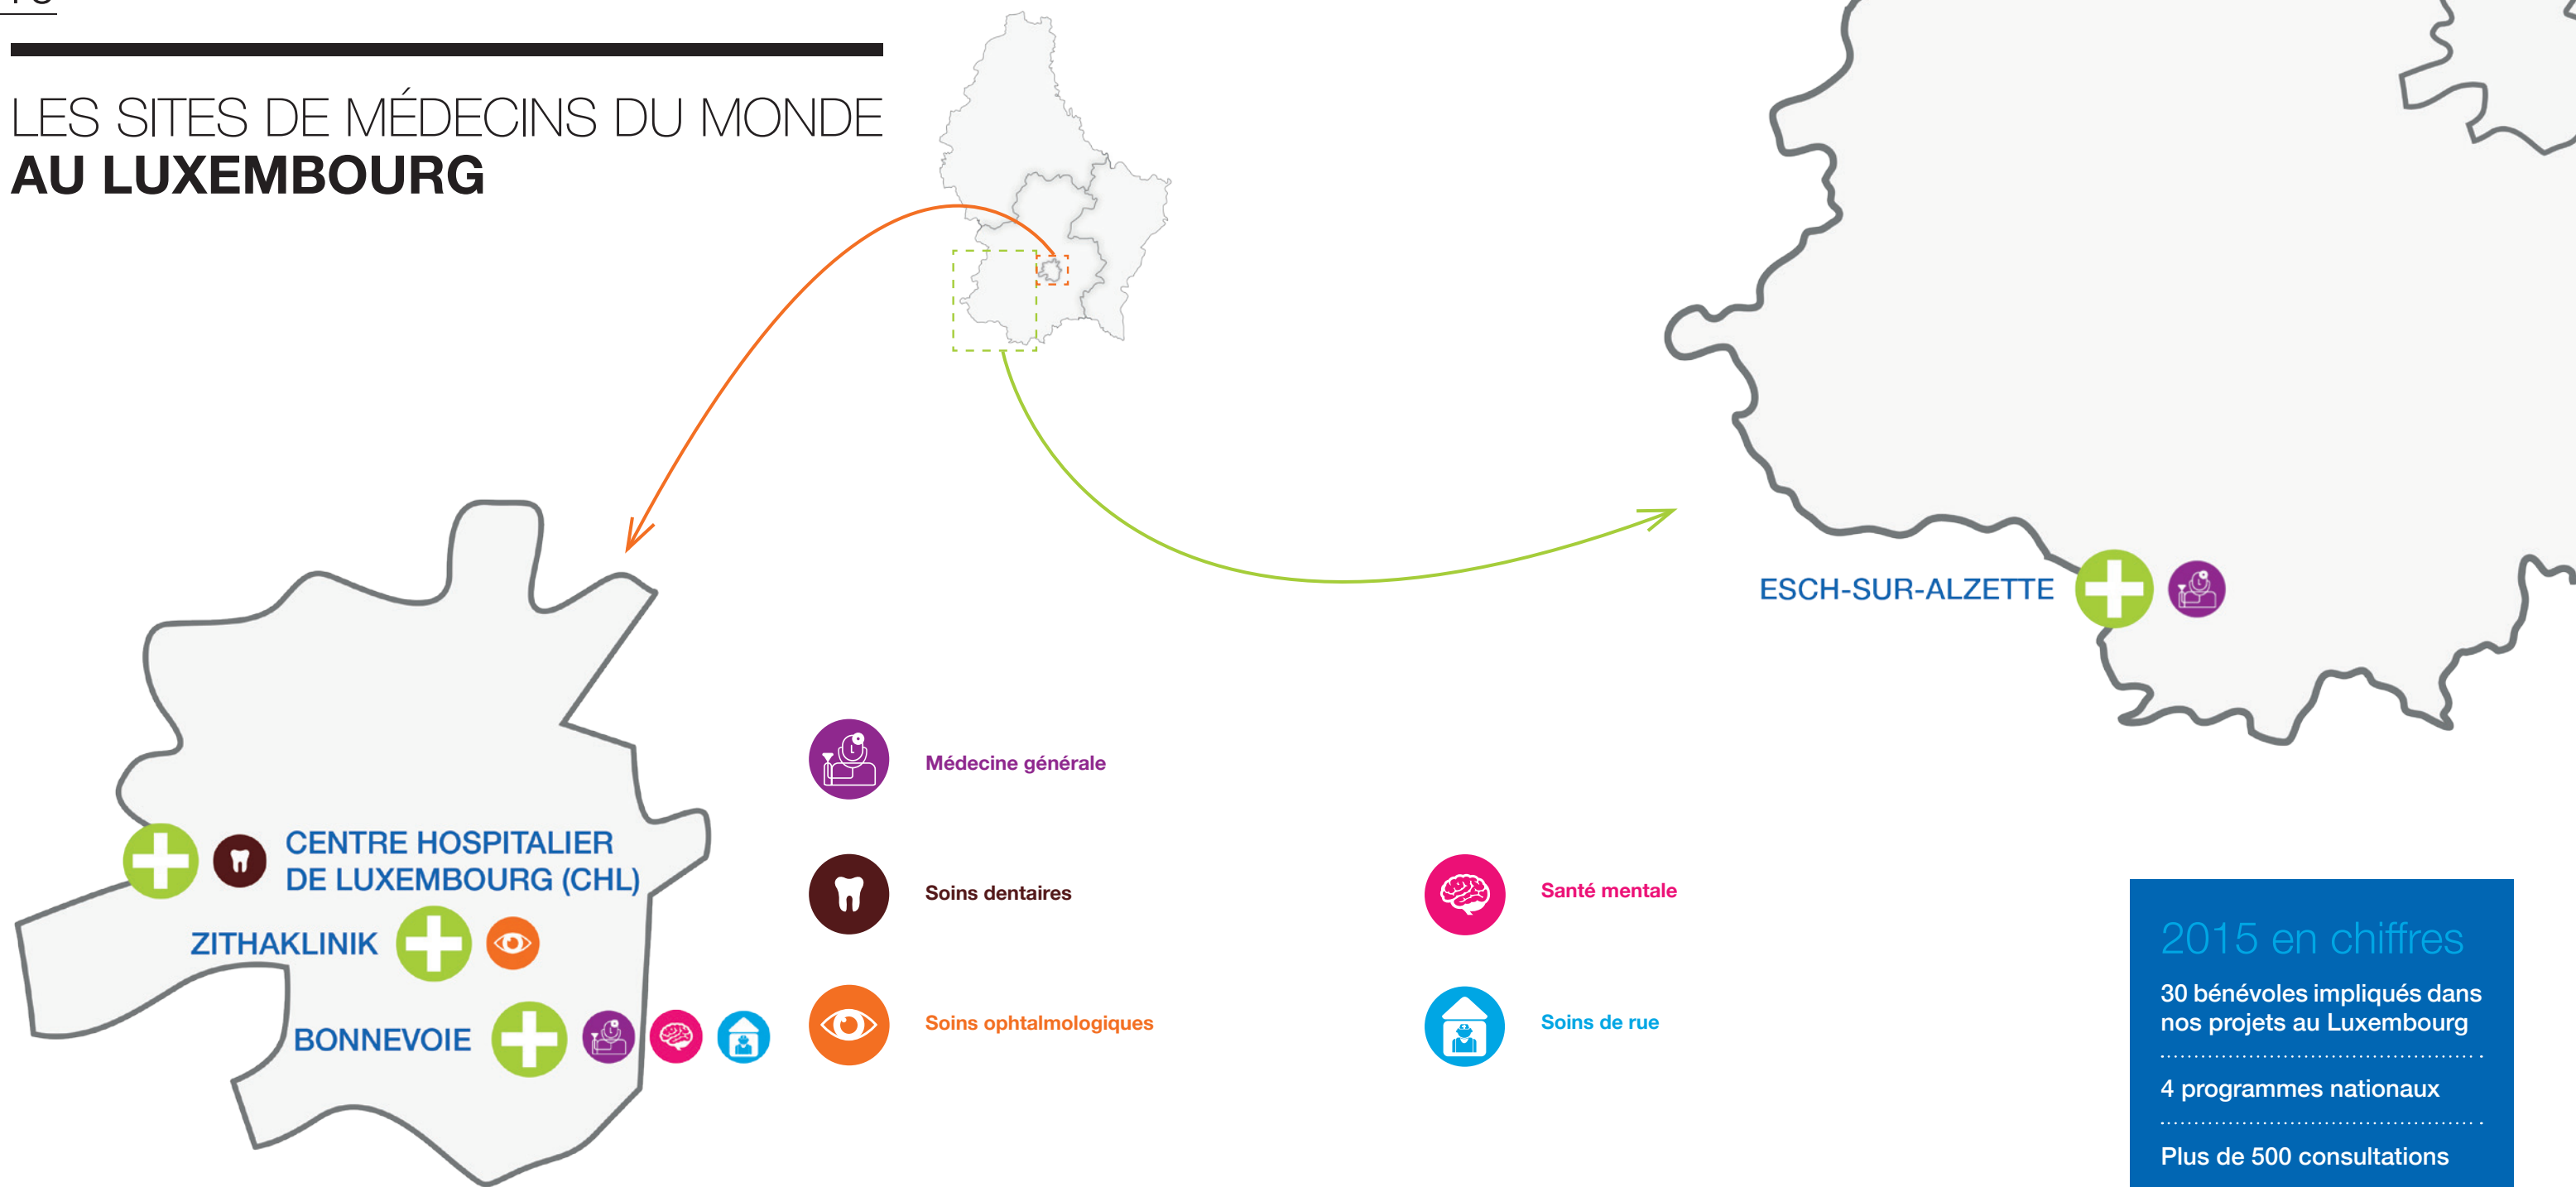 LES SITES DE MÉDECINS DU MONDE
AU LUXEMBOURG
ESCH-SUR-ALZETTE
CENTRE HOSPITALIER
DE LUXEMBOURG (CHL)
ZITHAKLINIK
BONNEVOIE
Médecine générale
Soins dentaires
Soins ophtalmologiques
Santé mentale
Soins de rue
2015 en chiffres
30 bénévoles impliqués dans
nos projets au Luxembourg
4 programmes nationaux
Plus de 500 consultations